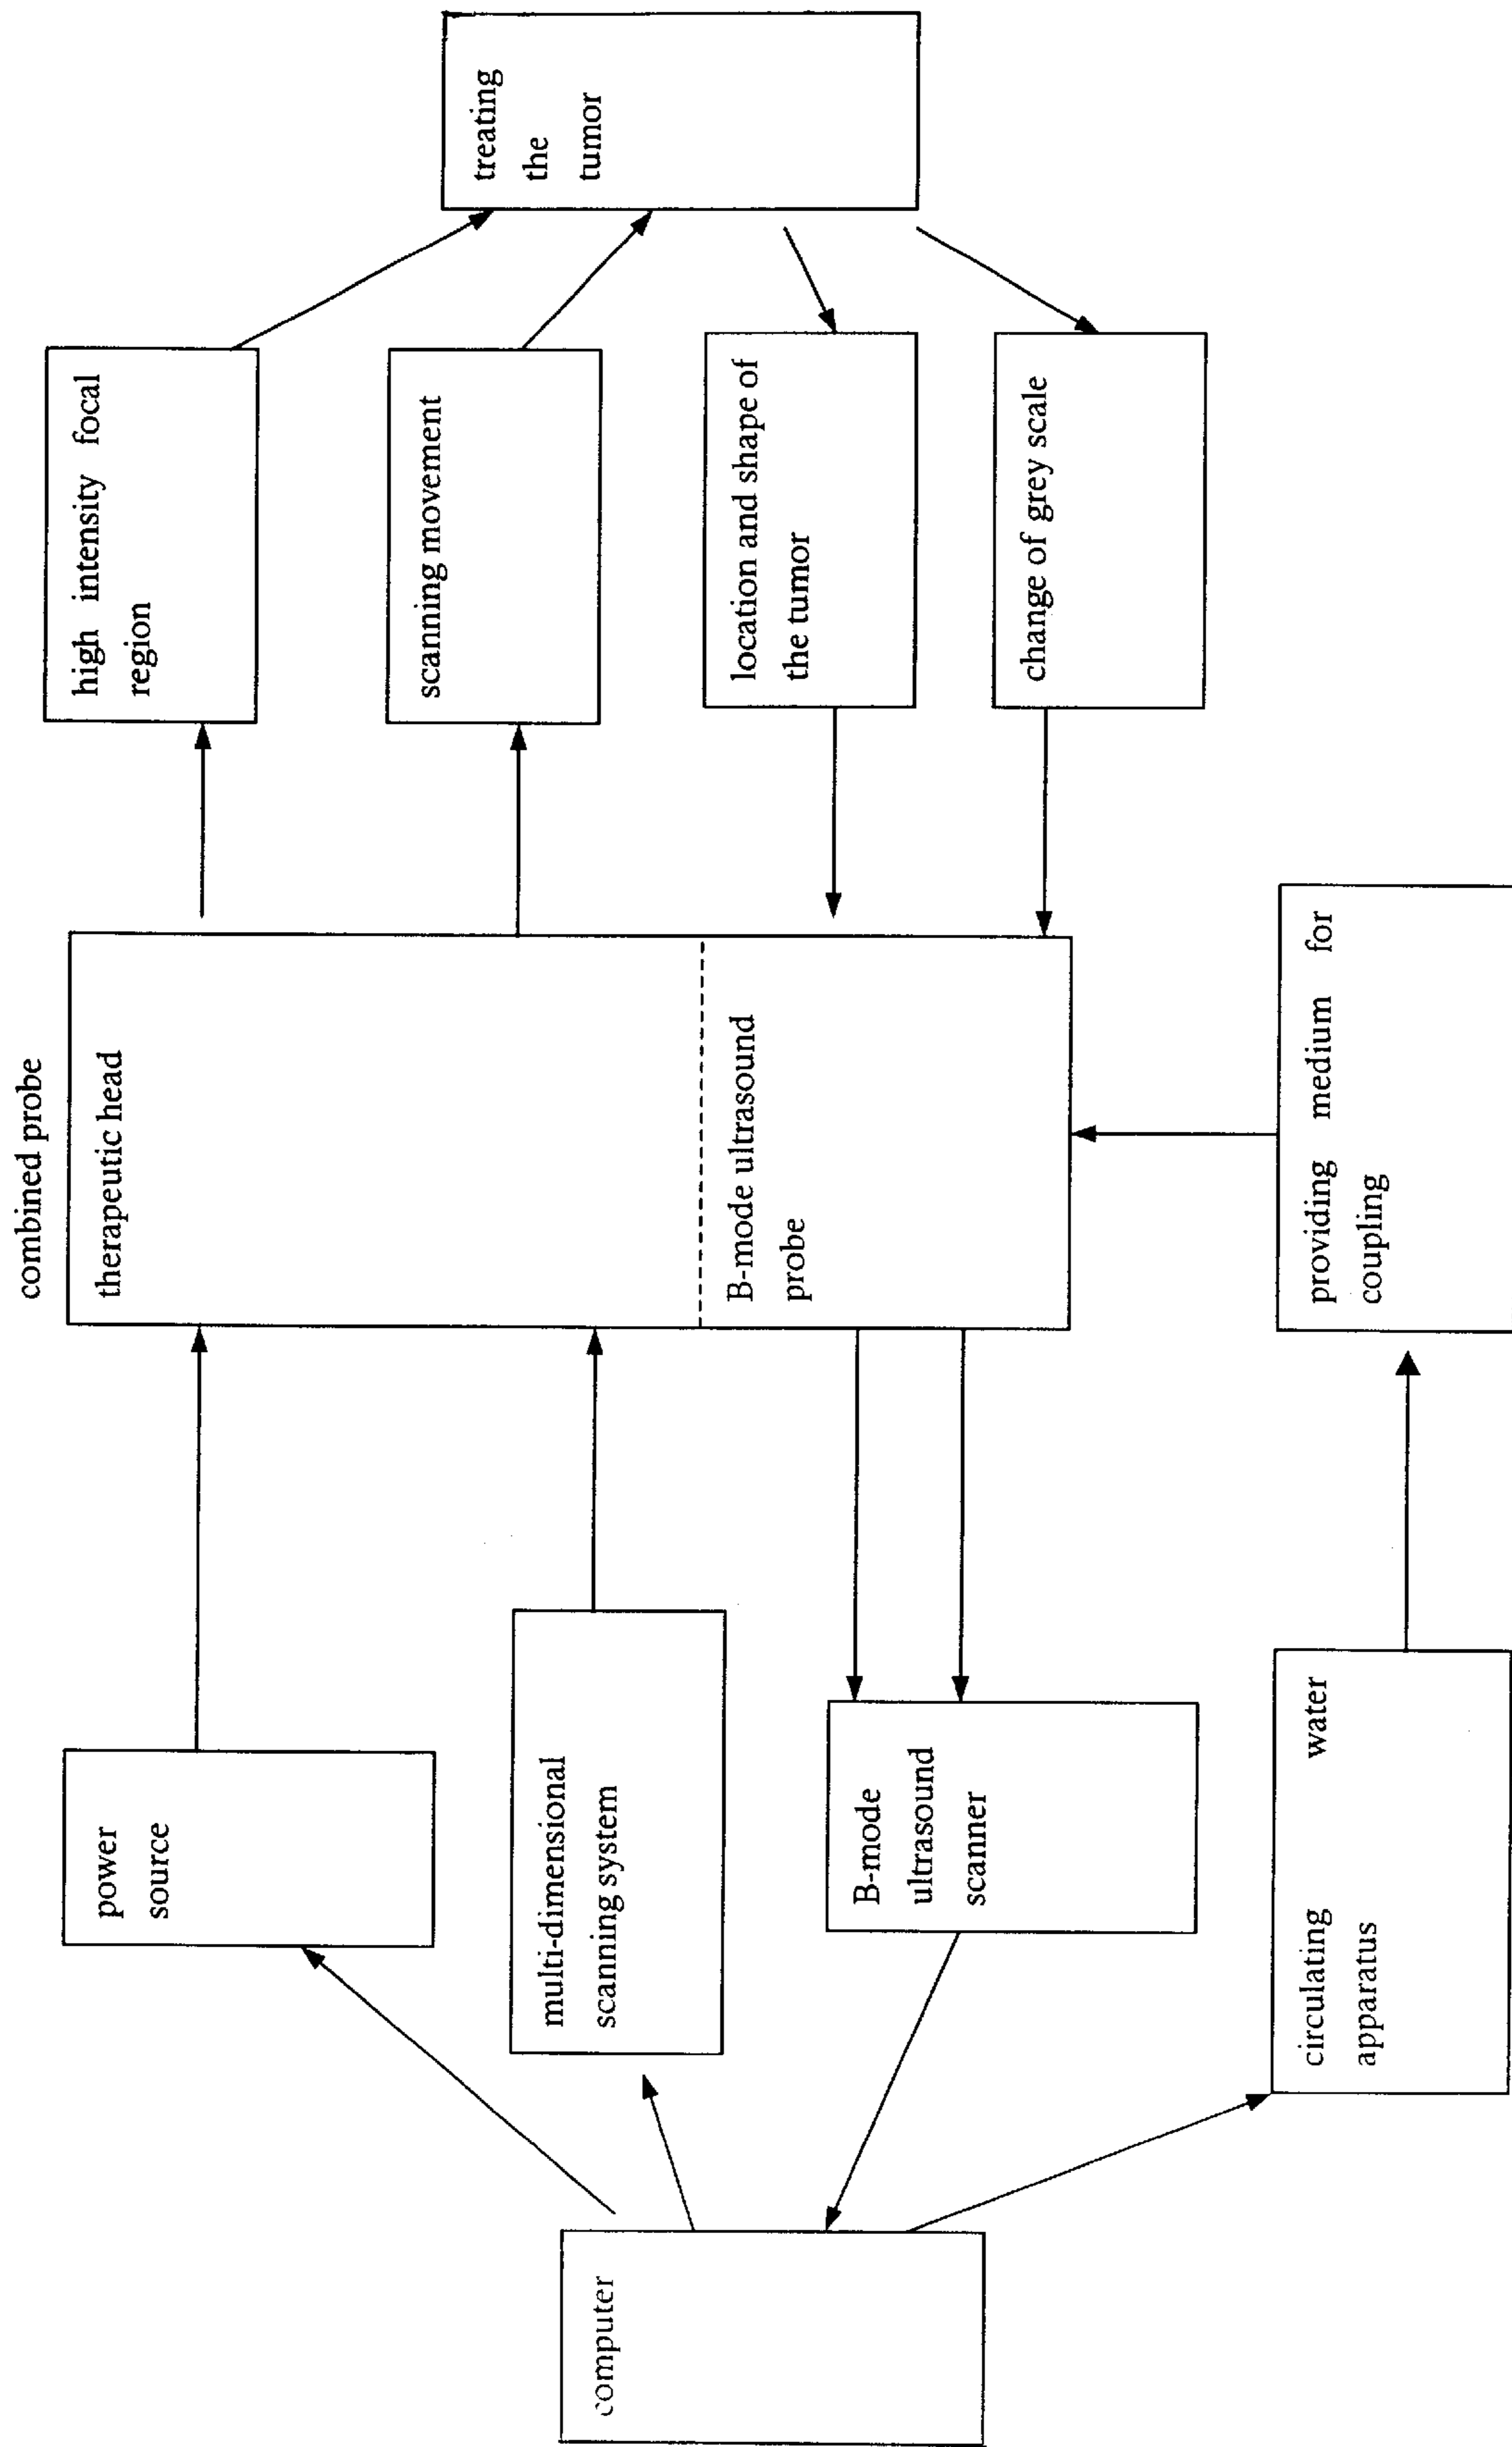 combined probe
computer
power
source
multi-dimensional
scanning system
B-mode
ultrasound
scanner
circulating water
apparatus
therapeutic head
B-mode ultrasound
probe
providing medium for
coupling
high intensity focal
region
scanning movement
location and shape of
the tumor
change of grey scale
treating
the
tumor